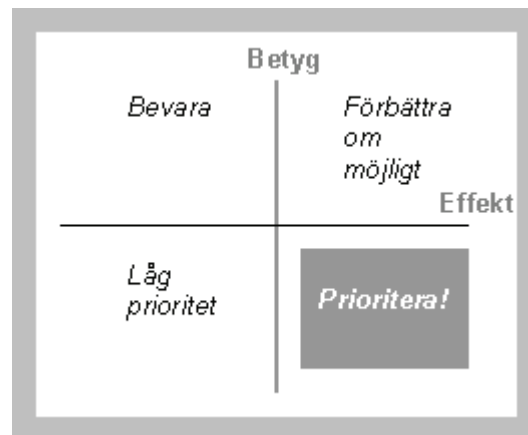 Betyg
Bevara
Förbättra
om
möjligt
Effekt
Låg
prioritet
Prioritera!